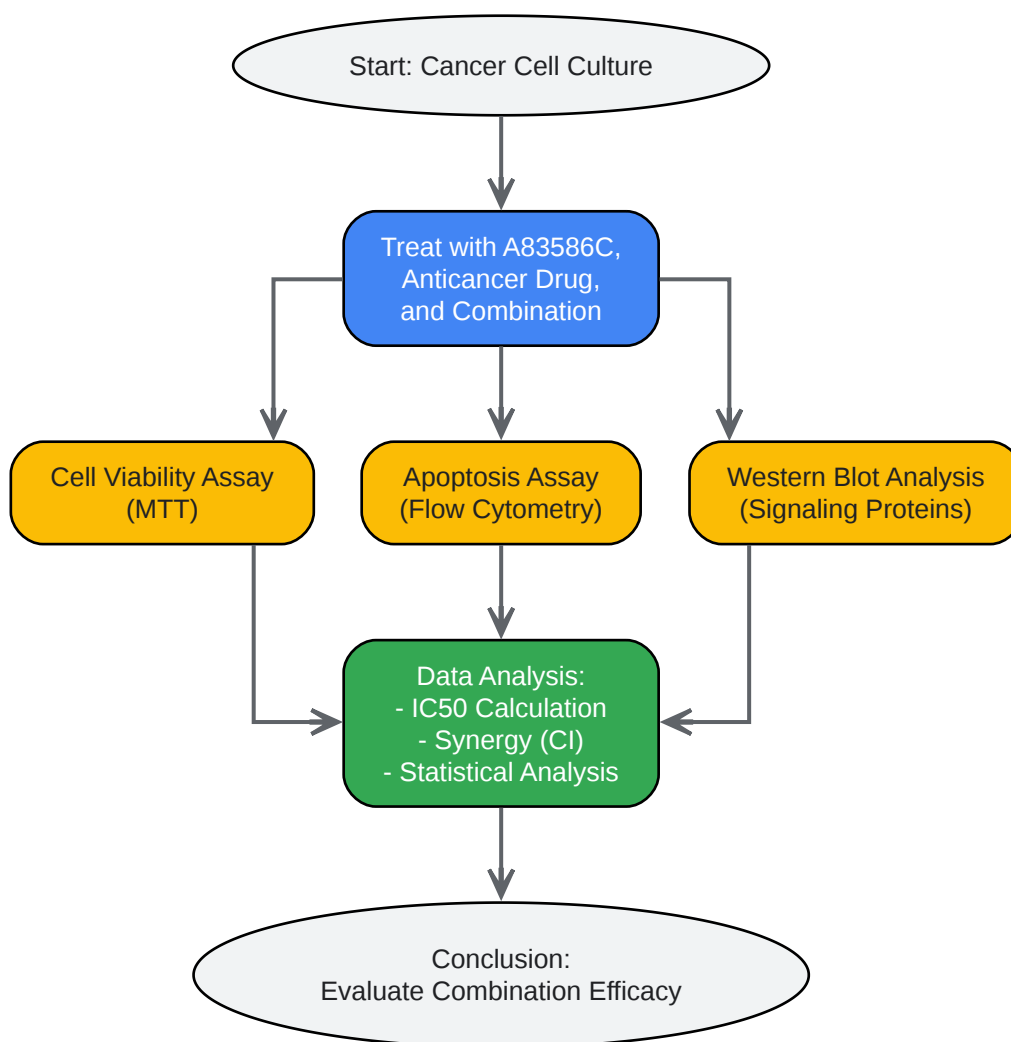 Start: Cancer Cell Culture
Treat with A83586C,
Anticancer Drug,
and Combination
Cell Viability Assay
(MTT)
Apoptosis Assay
(Flow Cytometry)
Western Blot Analysis
(Signaling Proteins)
Data Analysis:
- IC50 Calculation
- Synergy (CI)
- Statistical Analysis
Conclusion:
Evaluate Combination Efficacy